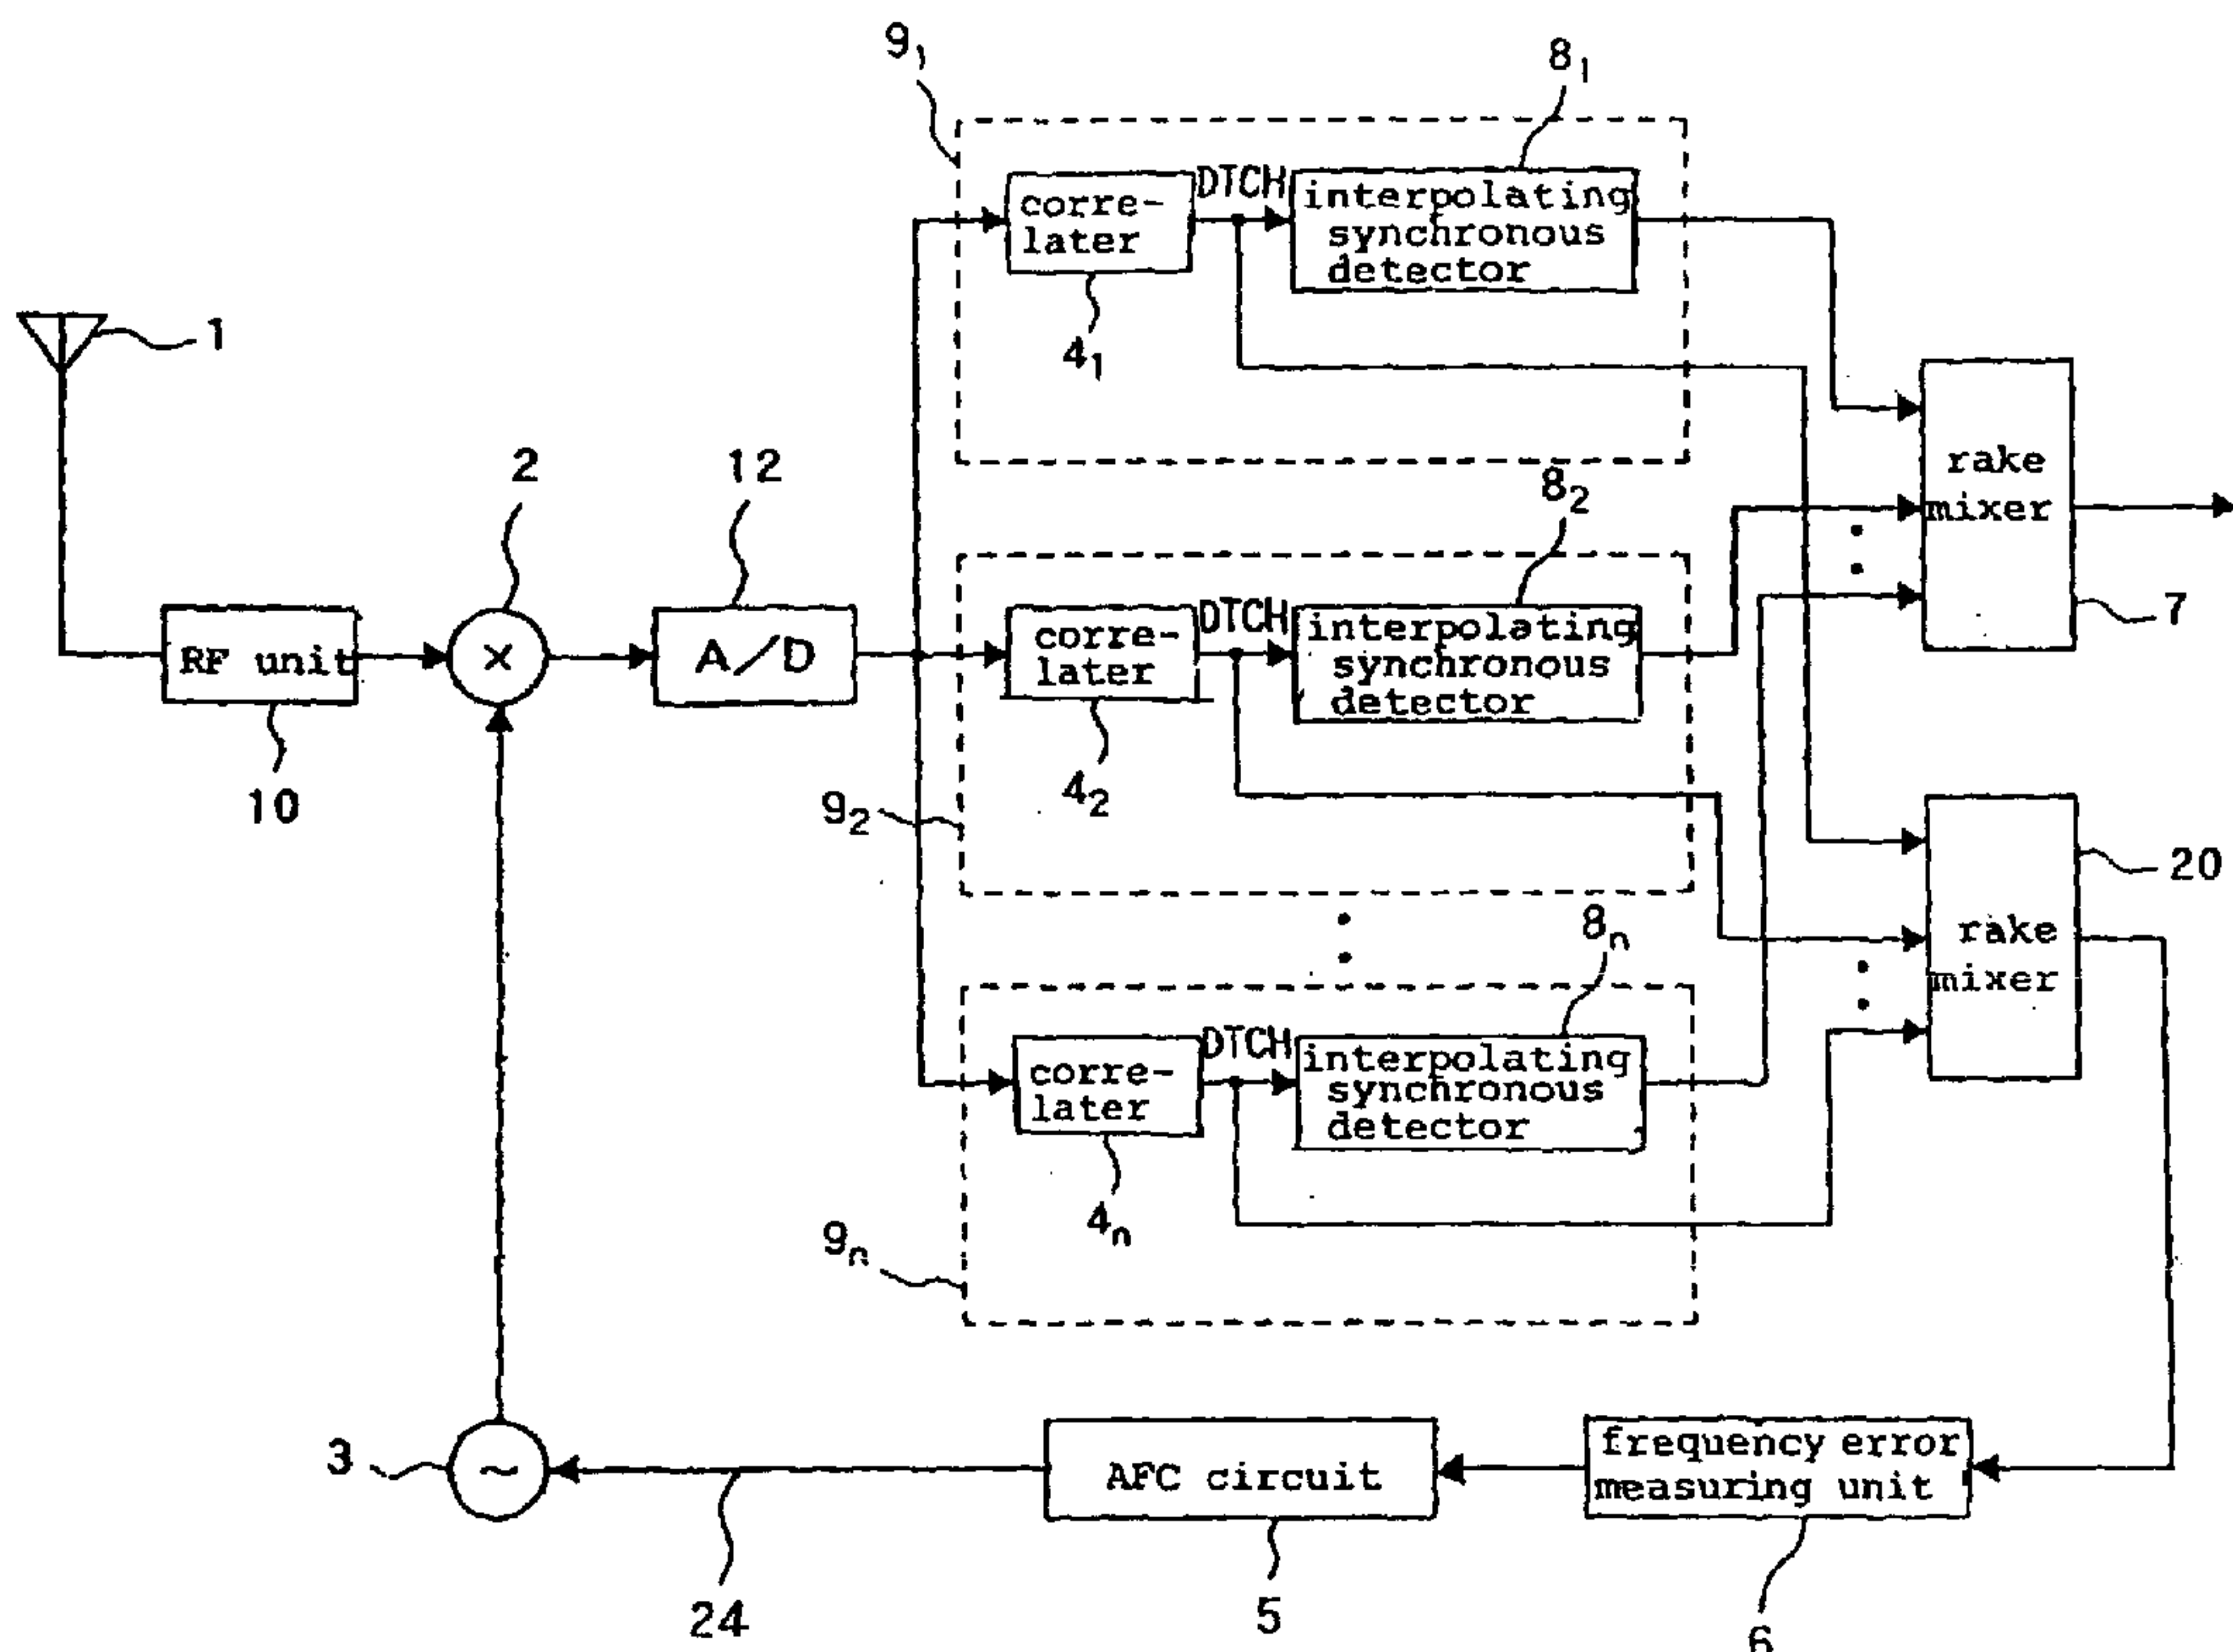 9₁
8₁
DTCH
corre-
later
interpolating
synchronous
detector
4₁
1
2
12
rake
mixer
7
8₂
RF unit
×
A/D
10
DTCH
corre-
later
interpolating
synchronous
detector
4₂
9₂
20
rake
mixer
8ₙ
DTCH
corre-
later
interpolating
synchronous
detector
4ₙ
9ₙ
3
~
AFC circuit
frequency error
measuring unit
24
5
6